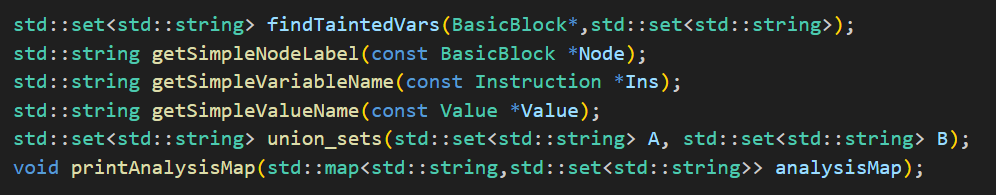 std::set<std::string> findTaintedVars(BasicBlock*,std::set<std::string>);
std::string getSimpleNodeLabel(const BasicBlock *Node);
std::string getSimpleVariableName(const Instruction *Ins);
std::string getSimpleValueName(const Value *Value);
std::set<std::string> union_sets(std::set<std::string> A, std::set<std::string> B);
void printAnalysisMap(std::map<std::string,std::set<std::string>> analysisMap);